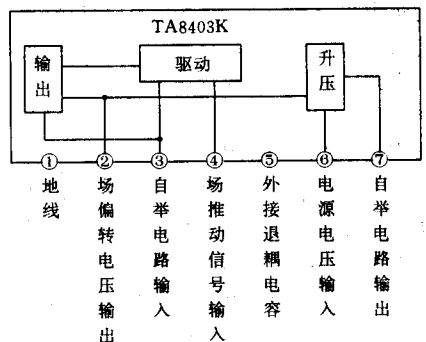 TA8403K
输出
驱动
升压
① 地线
② 场偏转电压输出
③ 自举电路输入
④ 场推动信号输入
⑤ 外接退耦电容
⑥ 电源电压输入
⑦ 自举电路输出